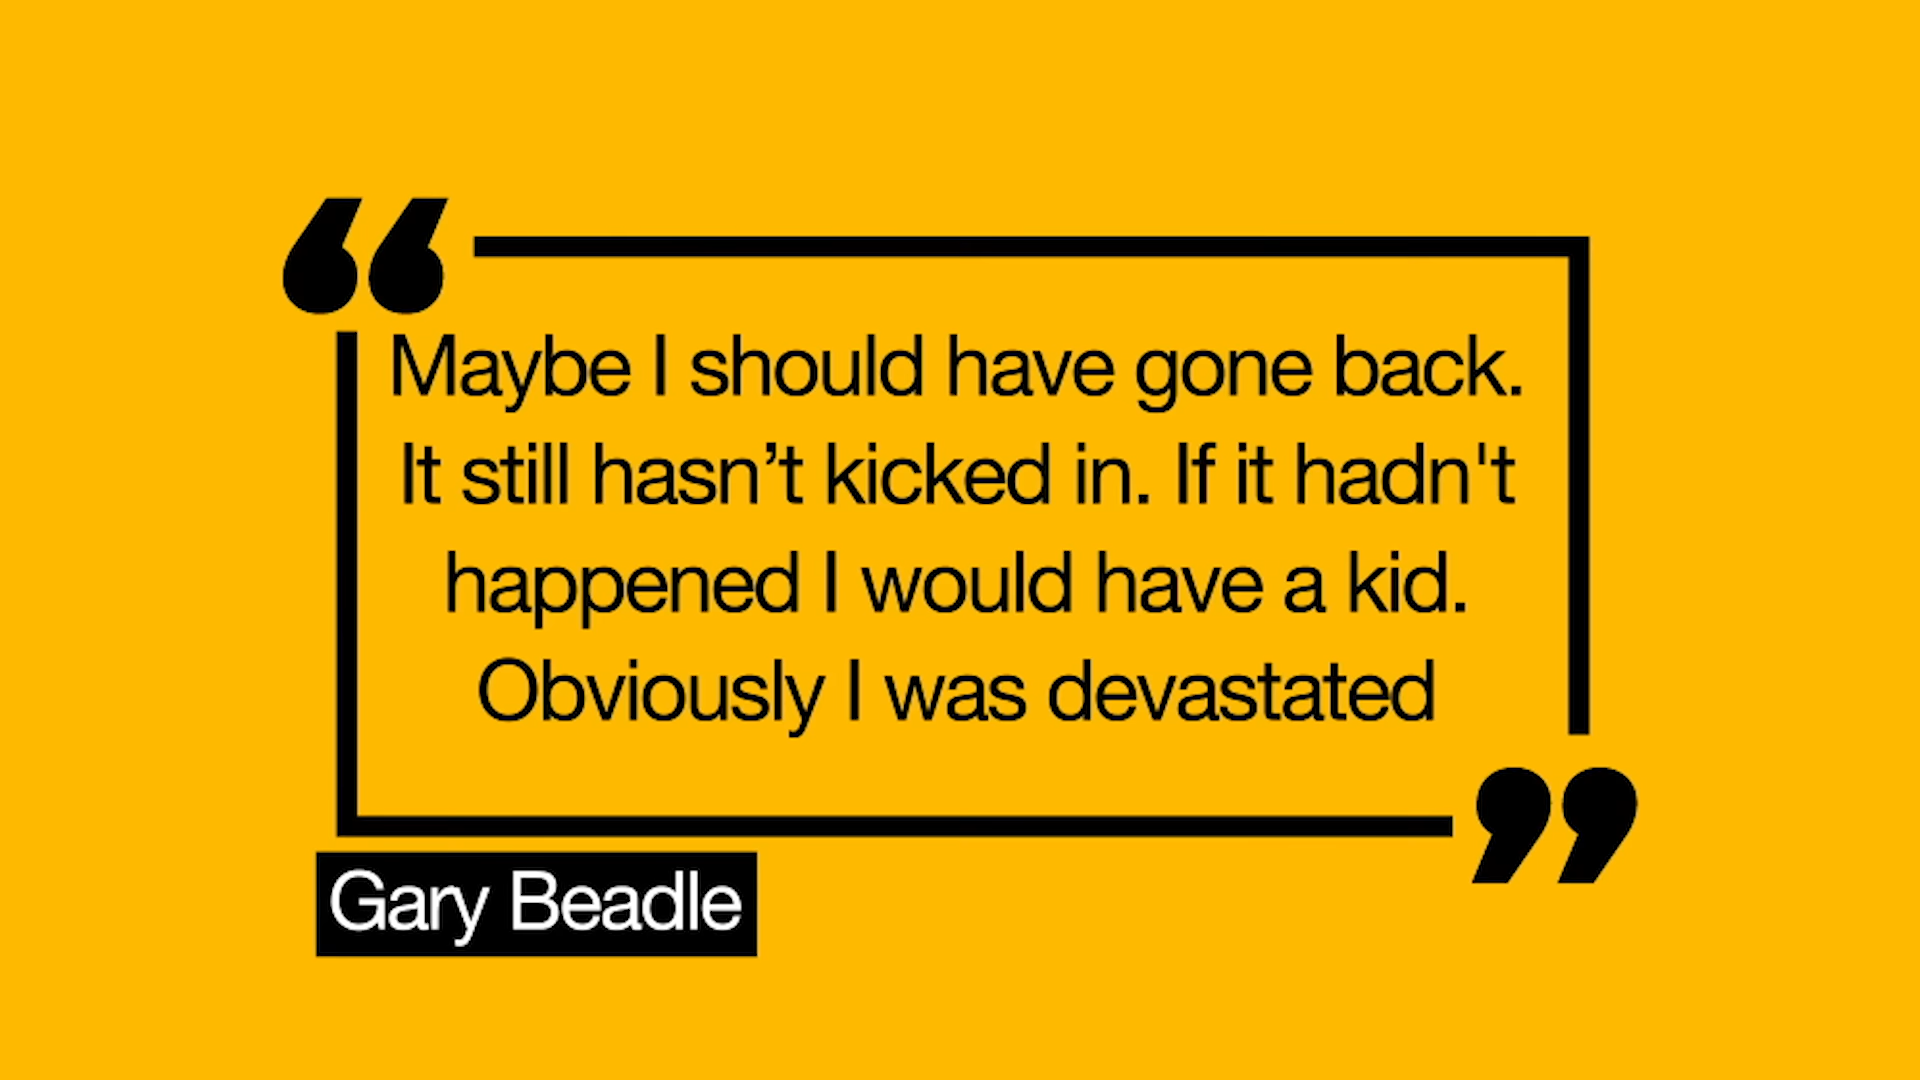 “
Maybe I should have gone back.
It still hasn’t kicked in. If it hadn't
happened I would have a kid.
Obviously I was devastated
”
Gary Beadle